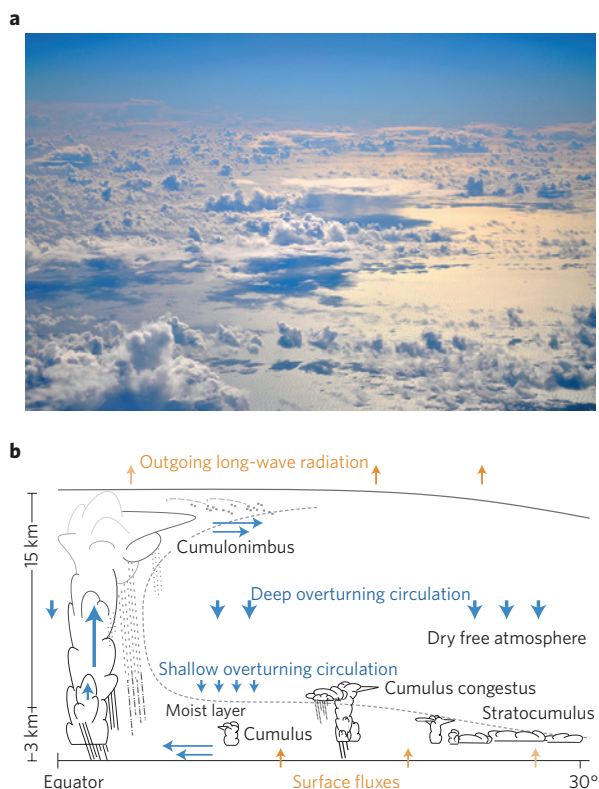 a
b
Outgoing long-wave radiation
15 km
Cumulonimbus
Deep overturning circulation
Dry free atmosphere
Shallow overturning circulation
Cumulus congestus
Moist layer
Stratocumulus
3 km
Cumulus
Equator
Surface fluxes
30°